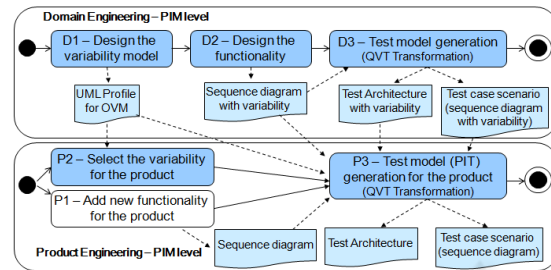 Domain Engineering – PIM level
D1 – Design the
variability model
D2 – Design the
functionality
D3 – Test model generation
(QVT Transformation)
UML Profile
for OVM
Sequence diagram
with variability
Test Architecture
with variability
Test case scenario
(sequence diagram
with variability)
P2 – Select the variability
for the product
P1 – Add new functionality
for the product
P3 – Test model (PIT)
generation for the product
(QVT Transformation)
Sequence diagram
Test Architecture
Test case scenario
(sequence diagram)
Product Engineering – PIM level